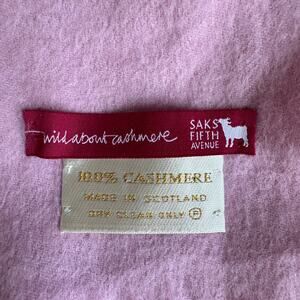 wild about cashmere
SAKS
FIFTH
AVENUE
100% CASHMERE
MADE IN SCOTLAND
DRY CLEAN ONLY Ⓟ